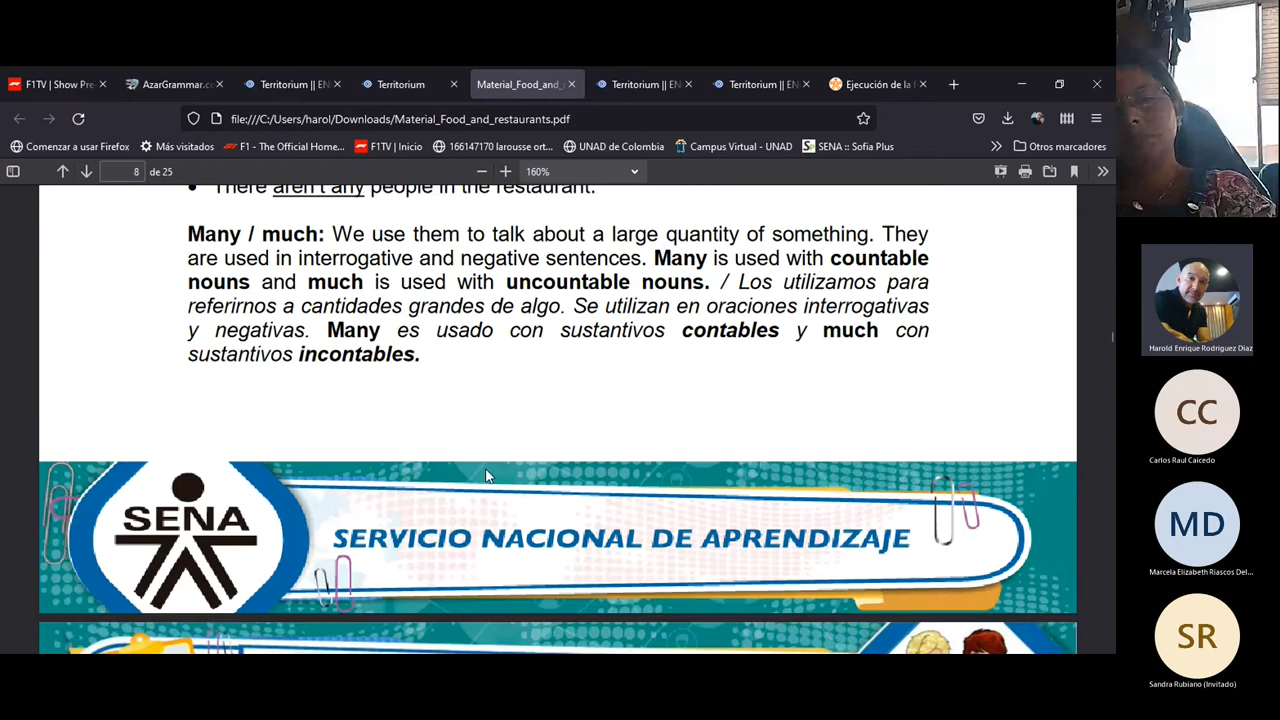 F1TV | Show Pre-
AzarGrammar.co
Territorium || EN
Territorium
Material_Food_and_
Territorium || EN
Territorium || EN
Ejecución de la f
file:///C:/Users/harol/Downloads/Material_Food_and_restaurants.pdf
Comenzar a usar Firefox
Más visitados
F1 - The Official Home...
F1TV | Inicio
166147170 larousse ort...
UNAD de Colombia
Campus Virtual - UNAD
SENA :: Sofia Plus
Otros marcadores
8 de 25
160%
There aren't any people in the restaurant.
Many / much: We use them to talk about a large quantity of something. They
are used in interrogative and negative sentences. Many is used with countable
nouns and much is used with uncountable nouns. / Los utilizamos para
referirnos a cantidades grandes de algo. Se utilizan en oraciones interrogativas
y negativas. Many es usado con sustantivos contables y much con
sustantivos incontables.
SENA
SERVICIO NACIONAL DE APRENDIZAJE
Harold Enrique Rodriguez Diaz
CC
Carlos Raul Caicedo
MD
Marcela Elizabeth Riascos Del...
SR
Sandra Rubiano (Invitado)